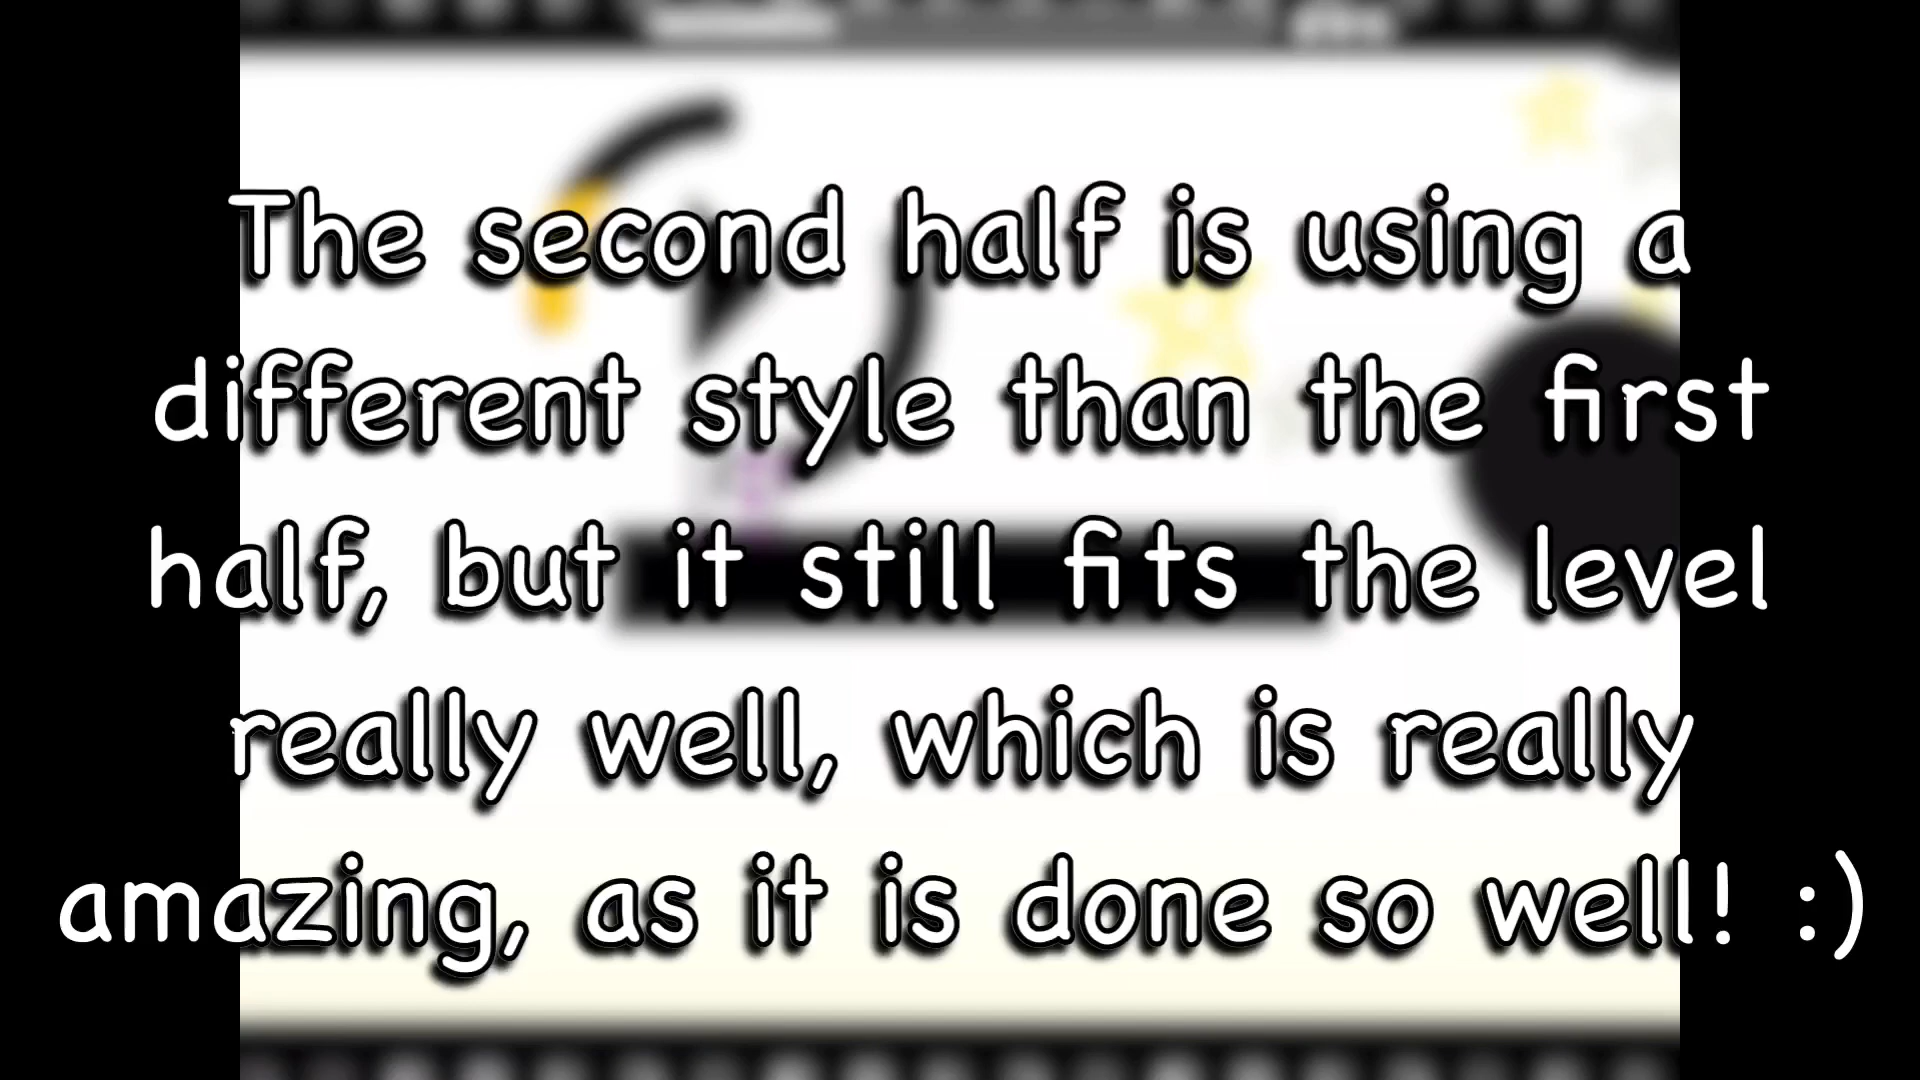 The second half is using a
different style than the first
half, but it still fits the level
really well, which is really
amazing, as it is done so well! :)